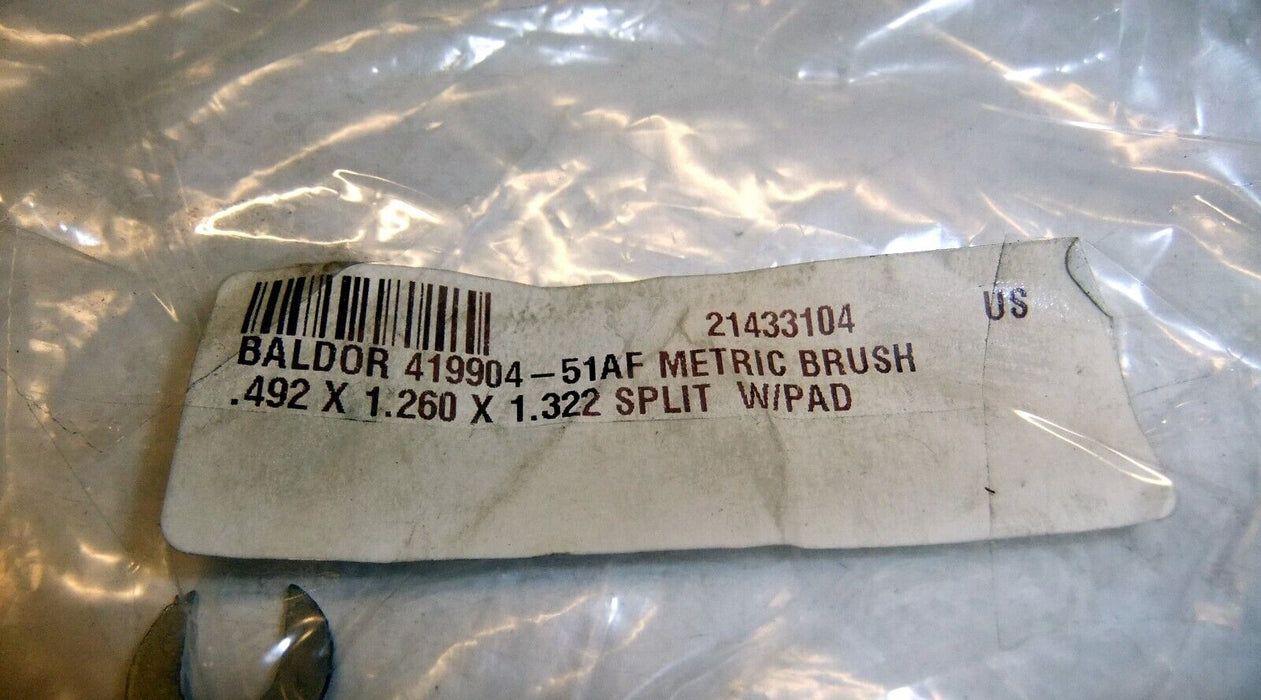 21433104 US
BALDOR 419904-51AF METRIC BRUSH
.492 X 1.260 X 1.322 SPLIT W/PAD